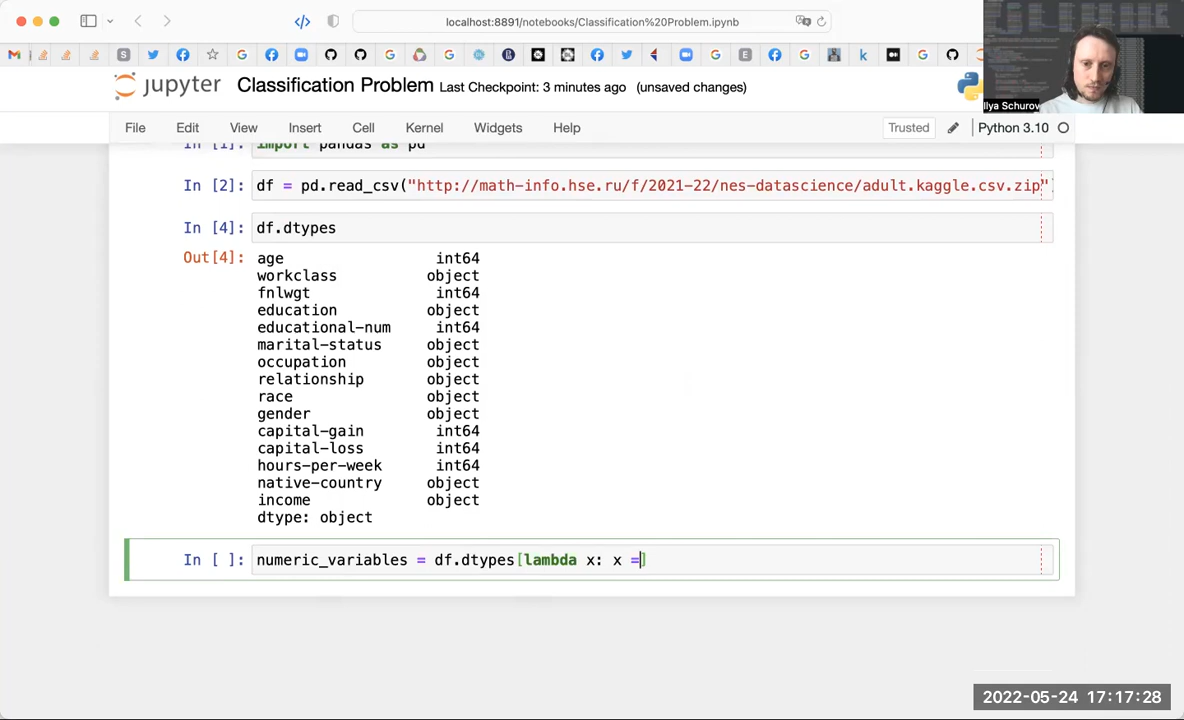 localhost:8891/notebooks/Classification%20Problem.ipynb
jupyter Classification Problem Last Checkpoint: 3 minutes ago (unsaved changes)
Ilya Schurov
File Edit View Insert Cell Kernel Widgets Help Trusted Python 3.10
In [1]: import pandas as pd
In [2]: df = pd.read_csv("http://math-info.hse.ru/f/2021-22/nes-datascience/adult.kaggle.csv.zip")
In [4]: df.dtypes
Out[4]: age int64
workclass object
fnlwgt int64
education object
educational-num int64
marital-status object
occupation object
relationship object
race object
gender object
capital-gain int64
capital-loss int64
hours-per-week int64
native-country object
income object
dtype: object
In [ ]: numeric_variables = df.dtypes[lambda x: x =]
2022-05-24 17:17:28